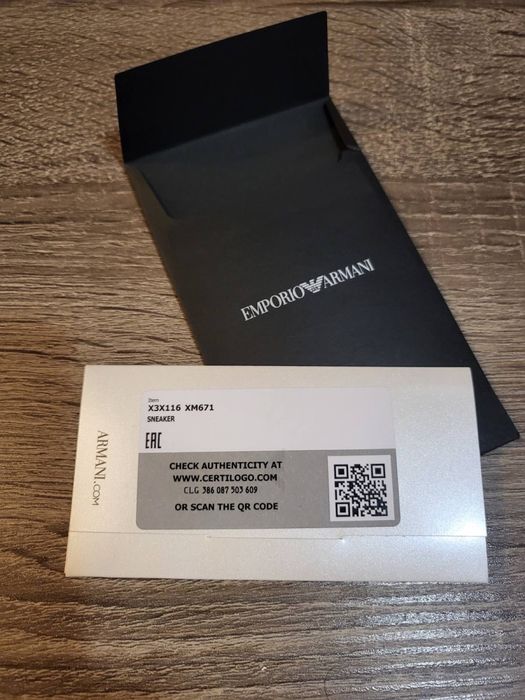 EMPORIO ARMANI
ARMANI.COM
Item
X3X116 XM671
SNEAKER
EAC
CHECK AUTHENTICITY AT
WWW.CERTILOGO.COM
CLG 386 087 503 609
OR SCAN THE QR CODE